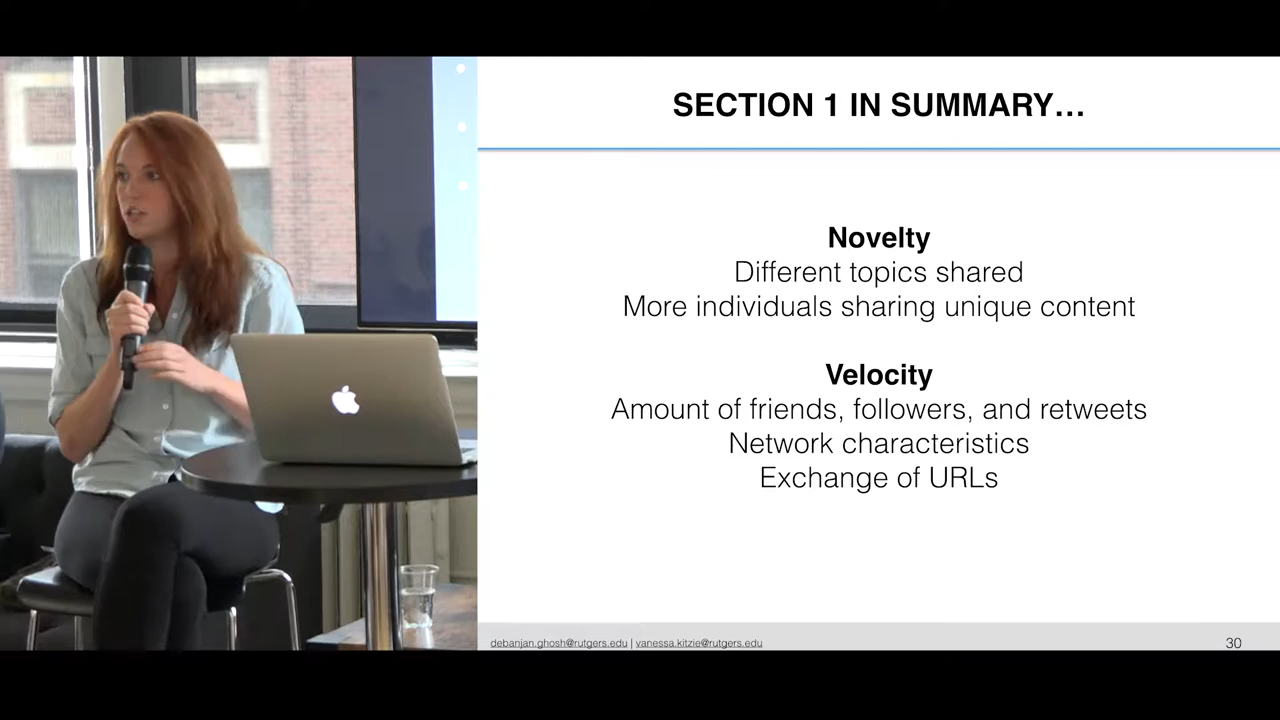 SECTION 1 IN SUMMARY…
Novelty
Different topics shared
More individuals sharing unique content
Velocity
Amount of friends, followers, and retweets
Network characteristics
Exchange of URLs
debanjan.ghosh@rutgers.edu | vanessa.kitzie@rutgers.edu
30